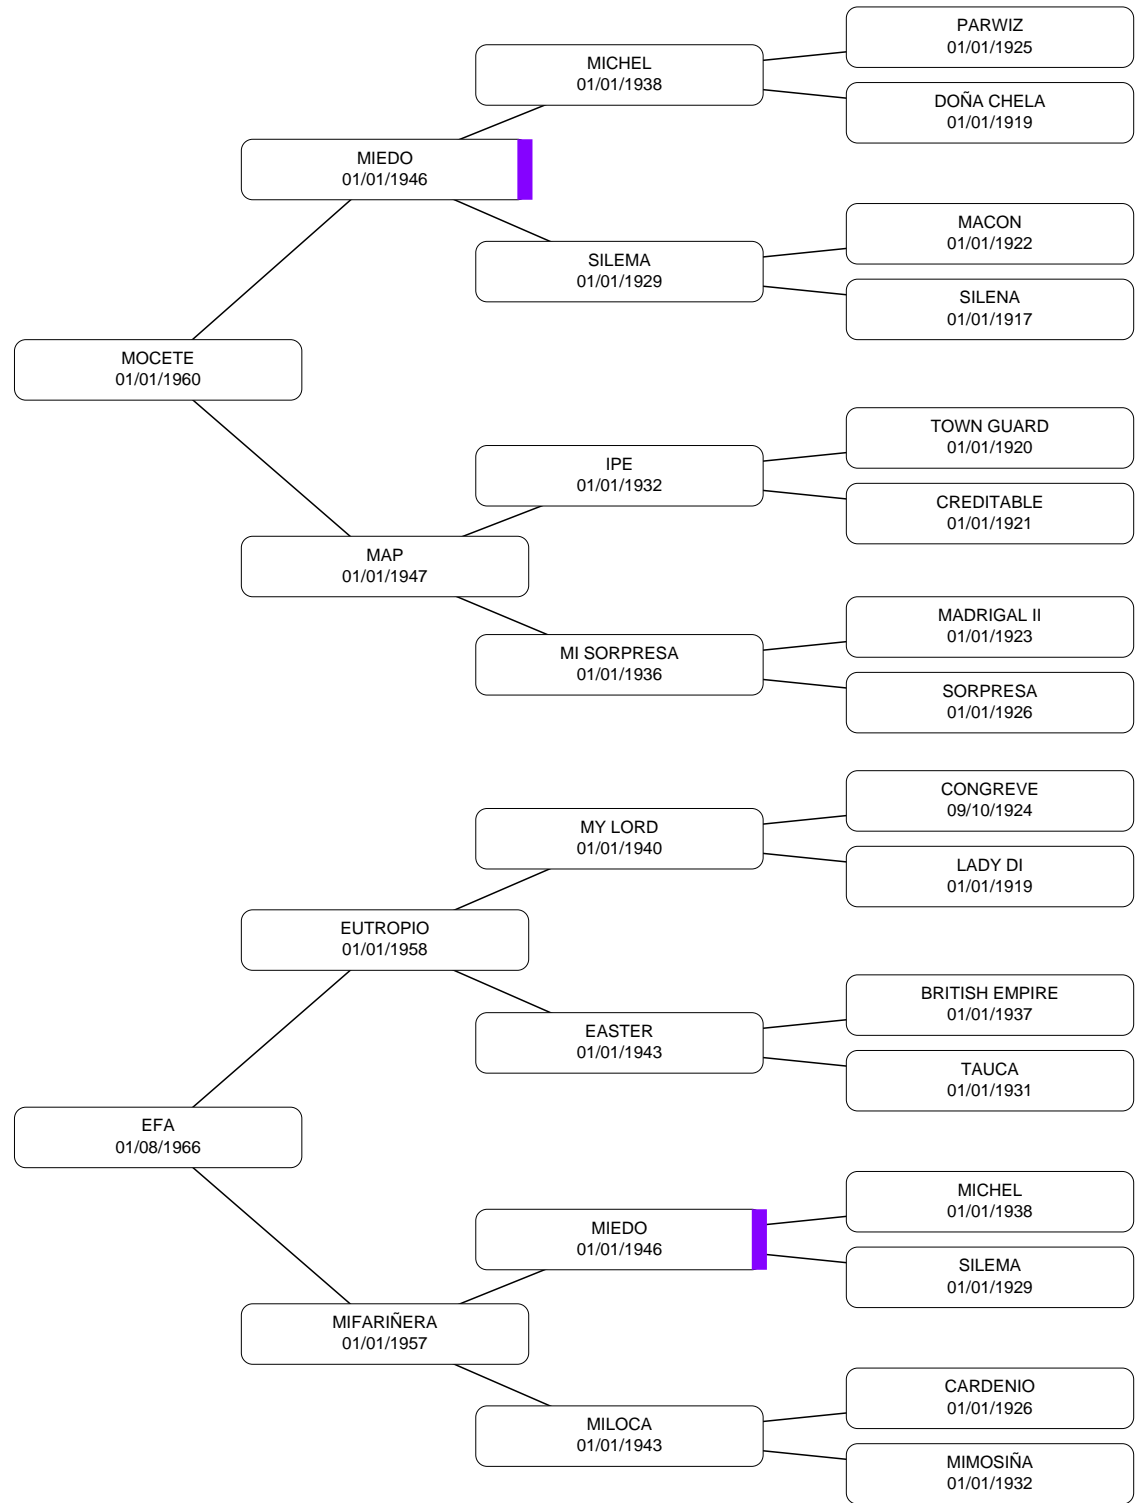 PARWIZ
01/01/1925
MICHEL
01/01/1938
DOÑA CHELA
01/01/1919
MIEDO
01/01/1946
MACON
01/01/1922
SILEMA
01/01/1929
SILENA
01/01/1917
MOCETE
01/01/1960
TOWN GUARD
01/01/1920
IPE
01/01/1932
CREDITABLE
01/01/1921
MAP
01/01/1947
MADRIGAL II
01/01/1923
MI SORPRESA
01/01/1936
SORPRESA
01/01/1926
CONGREVE
09/10/1924
MY LORD
01/01/1940
LADY DI
01/01/1919
EUTROPIO
01/01/1958
BRITISH EMPIRE
01/01/1937
EASTER
01/01/1943
TAUCA
01/01/1931
EFA
01/08/1966
MICHEL
01/01/1938
MIEDO
01/01/1946
SILEMA
01/01/1929
MIFARIÑERA
01/01/1957
CARDENIO
01/01/1926
MILOCA
01/01/1943
MIMOSIÑA
01/01/1932